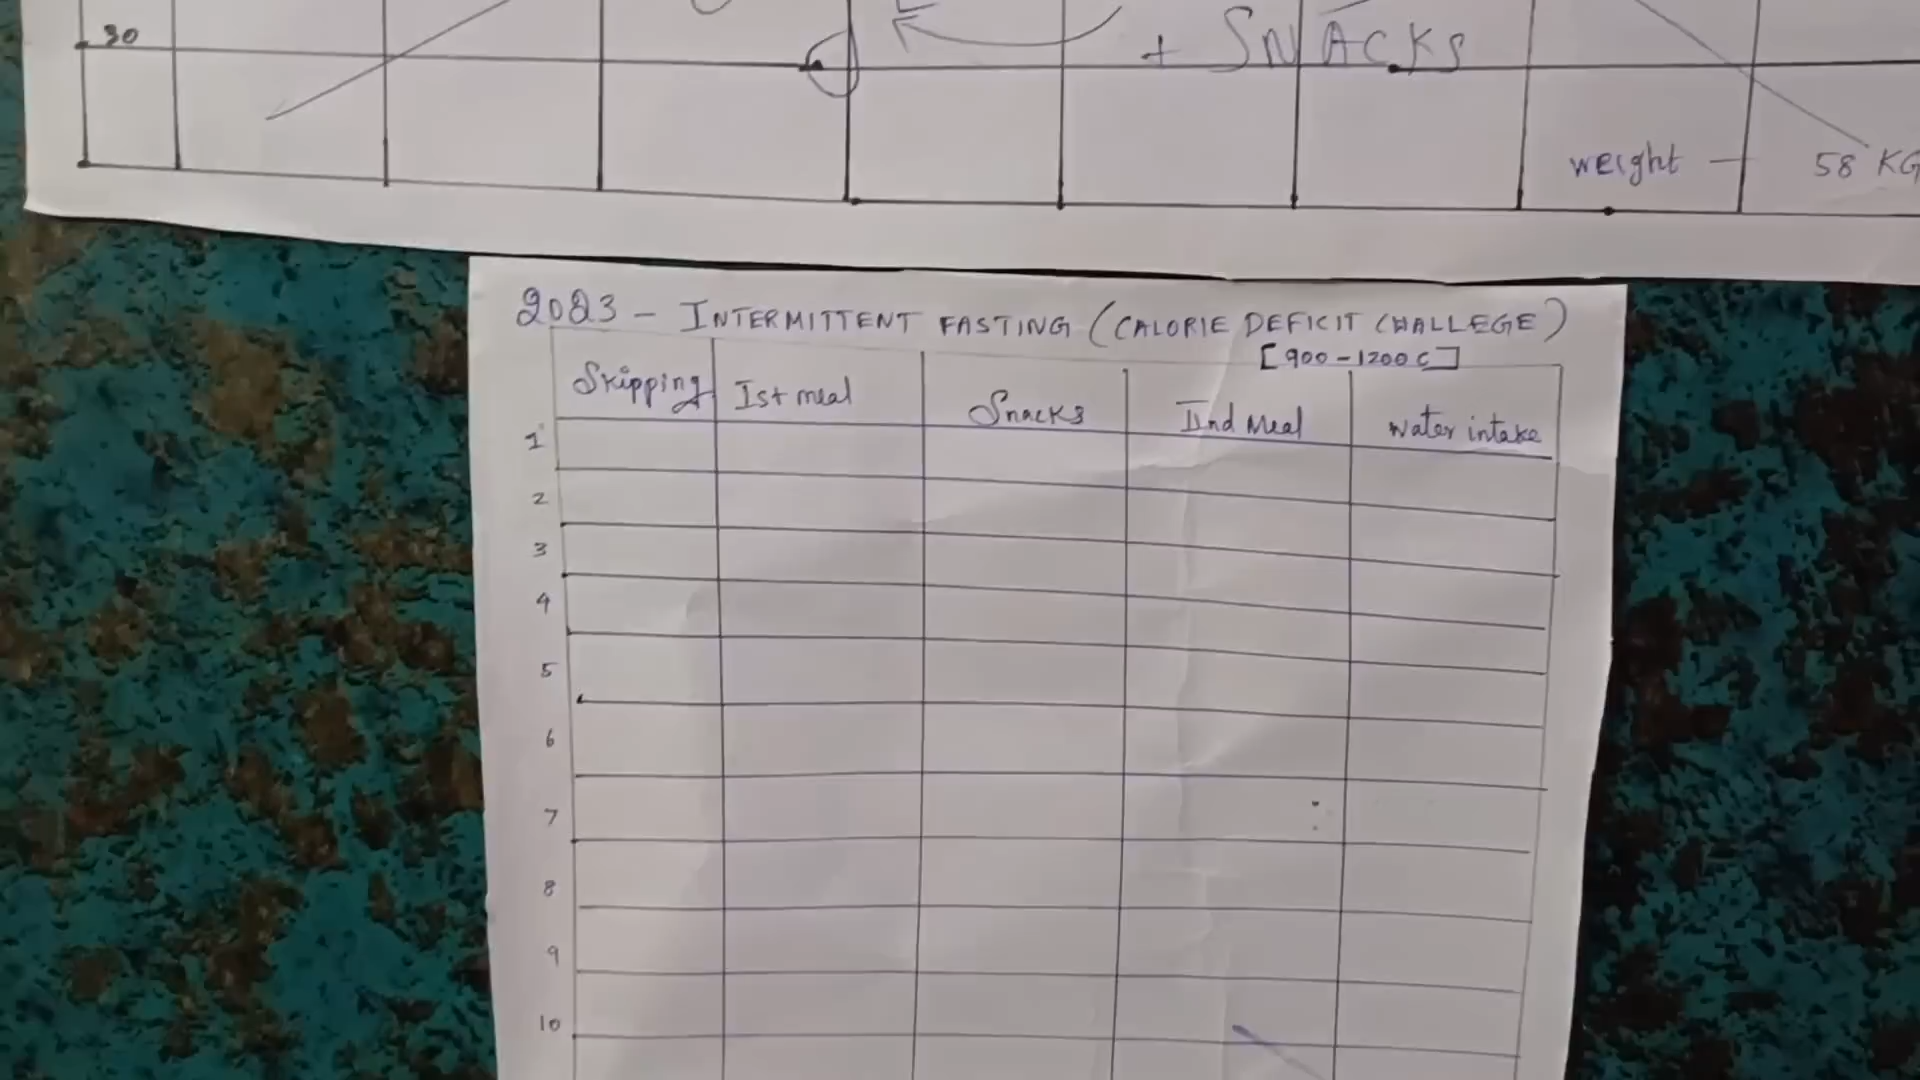 30
+ SNACKS
weight — 58 KG
2023 - INTERMITTENT FASTING (CALORIE DEFICIT CHALLEGE)
[900-1200 C]
Skipping Ist meal Snacks IInd Meal water intake
1
2
3
4
5
6
7
8
9
10